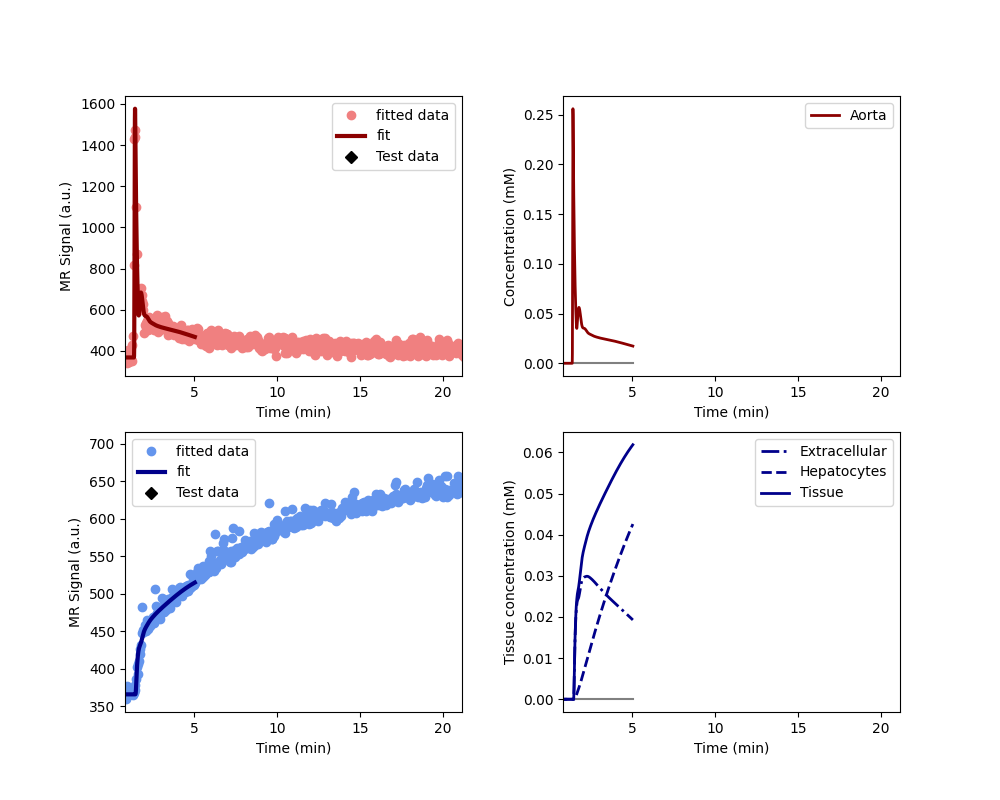 1600
1400
1200
1000
800
600
400
MR Signal (a.u.)
5
10
15
20
Time (min)
fitted data
fit
Test data
0.25
0.20
0.15
0.10
0.05
0.00
Concentration (mM)
5
10
15
20
Time (min)
Aorta
700
650
600
550
500
450
400
350
MR Signal (a.u.)
5
10
15
20
Time (min)
fitted data
fit
Test data
0.06
0.05
0.04
0.03
0.02
0.01
0.00
Tissue concentration (mM)
5
10
15
20
Time (min)
Extracellular
Hepatocytes
Tissue